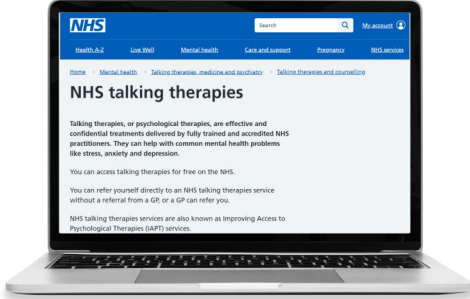 NHS
Search
My account
Health A-Z Live Well Mental health Care and support Pregnancy NHS services
Home Mental health Talking therapies, medicine and psychiatry Talking therapies and counselling
NHS talking therapies
Talking therapies, or psychological therapies, are effective and
confidential treatments delivered by fully trained and accredited NHS
practitioners. They can help with common mental health problems
like stress, anxiety and depression.
You can access talking therapies for free on the NHS.
You can refer yourself directly to an NHS talking therapies service
without a referral from a GP, or a GP can refer you.
NHS talking therapies services are also known as Improving Access to
Psychological Therapies (IAPT) services.